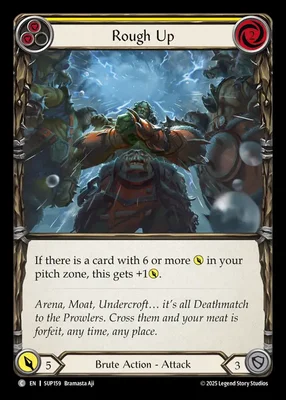 Rough Up
If there is a card with 6 or more in your
pitch zone, this gets +1.
Arena, Moat, Undercroft... it's all Deathmatch
to the Prowlers. Cross them and your meat is
forfeit, any time, any place.
5 Brute Action - Attack 3
C EN | SUP159 Bramasta Aji © 2025 Legend Story Studios